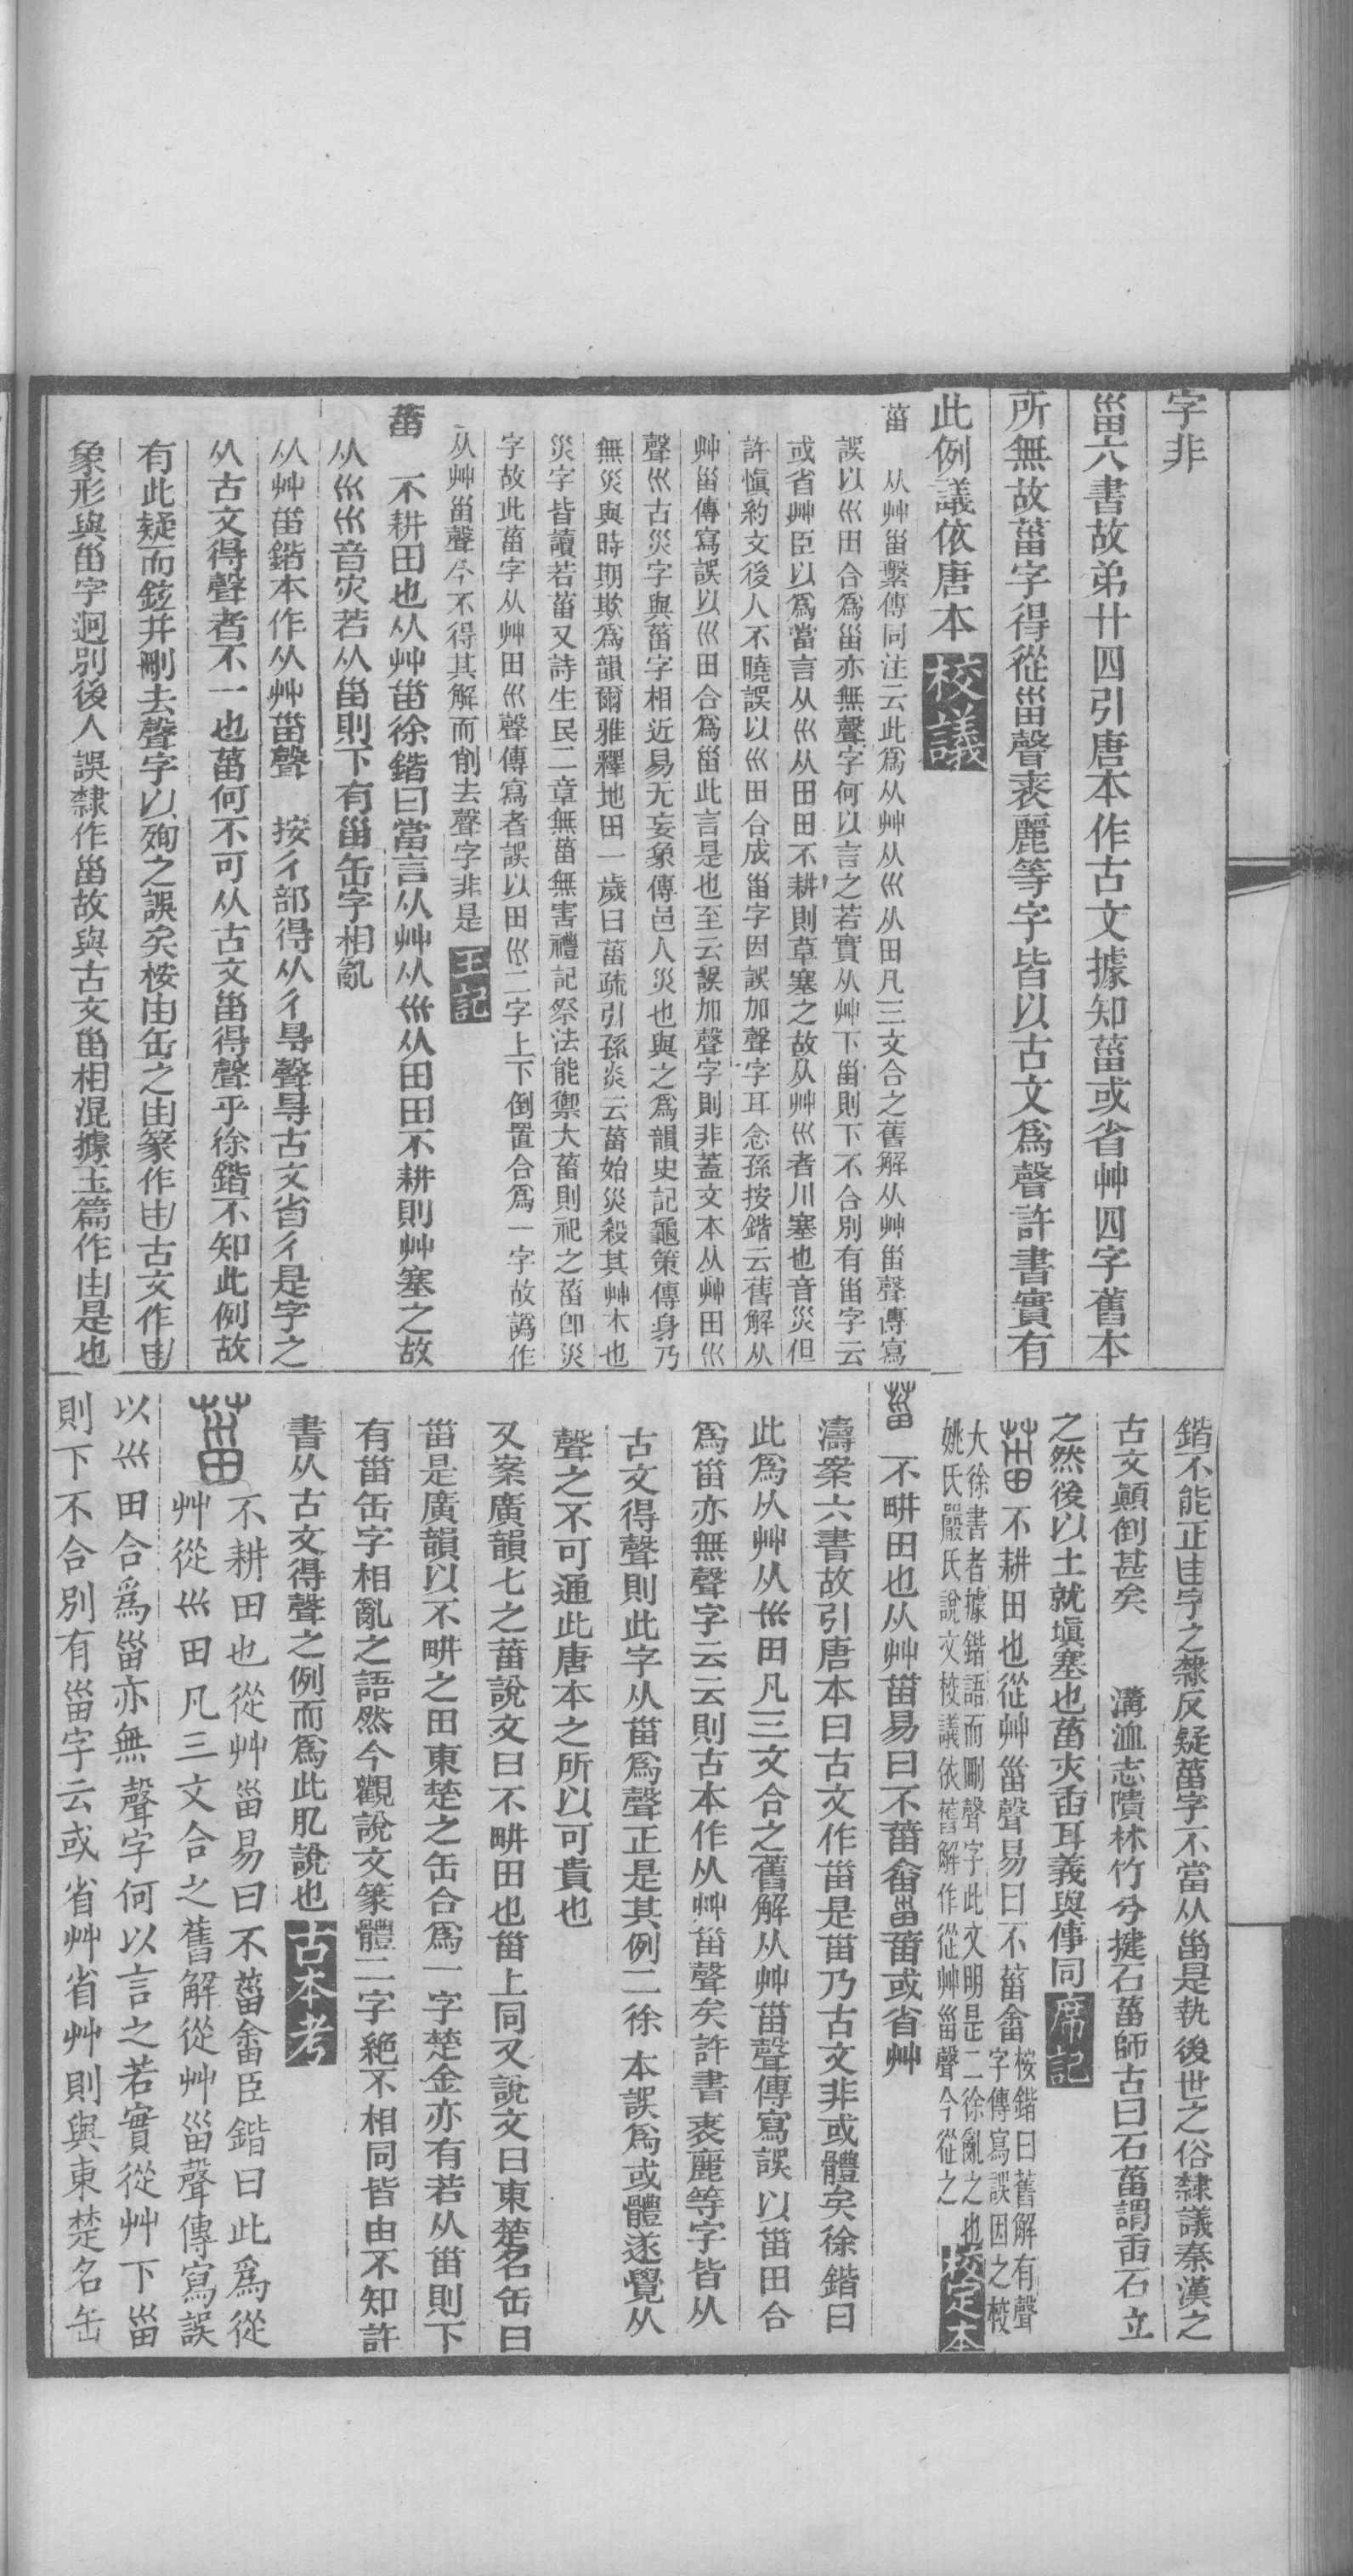 字非
甾六書故弟廿四引唐本作古文據知葘或省艸四字舊本
所無故葘字得從甾聲袤麗等字皆以古文爲聲許書實有
此例議依唐本 校議
葘 从艸甾繫傳同注云此爲从艸从巛从田凡三文合之舊解从艸甾聲傳寫
誤以巛田合爲甾亦無聲字何以言之若實从艸下甾則下不合別有甾字云
或省艸臣以爲當言从巛从田田不耕則草塞之故从艸巛者川塞也音災但
許愼約文後人不曉誤以巛田合成甾字因誤加聲字耳念孫按鍇云舊解从
艸甾傳寫誤以巛田合爲甾此言是也至云誤加聲字則非蓋文本从艸田巛
聲巛古災字與葘字相近易无妄象傳邑人災也與之爲韻史記龜策傳身乃
無災與時期欺爲韻爾雅釋地田一歲曰葘疏引孫炎云葘始災殺其艸木也
災字皆讀若葘又詩生民二章無葘無害禮記祭法能禦大葘則祀之葘卽災
字故此葘字从艸田巛聲傳寫者誤以田巛二字上下倒置合爲一字故譌作
从艸甾聲今不得其解而削去聲字非是 王記
葘 不耕田也从艸甾徐鍇曰當言从艸从巛从田田不耕則艸塞之故
从巛巛音灾若从甾則下有甾缶字相亂
从艸甾鍇本作从艸甾聲 按彳部得从彳㝵聲㝵古文省彳是字之
从古文得聲者不一也葘何不可从古文甾得聲乎徐鍇不知此例故
有此疑而鉉幷刪去聲字以殉之誤矣桉甶缶之甶篆作甶古文作甶
象形與甾字迥別後人誤隸作甾故與古文甾相混據玉篇作甶是也
鍇不能正甶字之隸反疑葘字不當从甾是執後世之俗隸議秦漢之
古文顚倒甚矣 溝洫志隤林竹兮揵石葘師古曰石葘謂臿石立
之然後以土就塡塞也葘夾臿耳義與傳同 席記
葘 不耕田也從艸甾聲易曰不葘畬 桉鍇曰舊解有聲字傳寫誤因之校
大徐書者據鍇語而刪聲字此文明是二徐亂之也
姚氏嚴氏說文校議依舊解作從艸甾聲今從之 校定本
葘 不畊田也从艸甾易曰不葘畬甾葘或省艸
濤案六書故引唐本曰古文作甾是甾乃古文非或體矣徐鍇曰
此爲从艸从巛田凡三文合之舊解从艸甾聲傳寫誤以甾田合
爲甾亦無聲字云云則古本作从艸甾聲矣許書袤麗等字皆从
古文得聲則此字从甾爲聲正是其例二徐本誤爲或體遂覺从
聲之不可通此唐本之所以可貴也
又案廣韻七之葘說文曰不畊田也甾上同又說文曰東楚名缶曰
甾是廣韻以不畊之田東楚之缶合爲一字楚金亦有若从甾則下
有甾缶字相亂之語然今觀說文篆體二字絶不相同皆由不知許
書从古文得聲之例而爲此肊說也 古本考
葘 不耕田也從艸甾易曰不葘畬臣鍇曰此爲從
艸從巛田凡三文合之舊解從艸甾聲傳寫誤
以巛田合爲甾亦無聲字何以言之若實從艸下甾
則下不合別有甾字云或省艸省艸則與東楚名缶